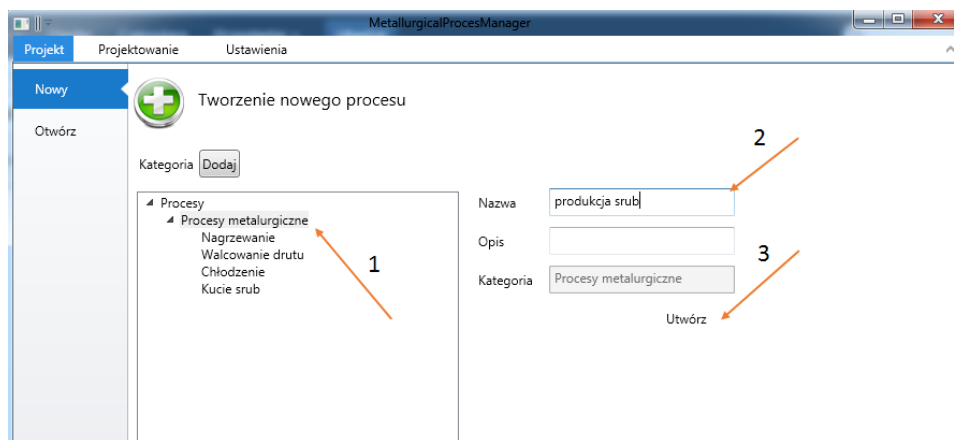 MetallurgicalProcesManager
Projekt Projektowanie Ustawienia
Nowy
Otwórz
Tworzenie nowego procesu
Kategoria Dodaj
Procesy
Procesy metalurgiczne
Nagrzewanie
Walcowanie drutu
Chłodzenie
Kucie srub
1
2
Nazwa produkcja srub
Opis
3
Kategoria Procesy metalurgiczne
Utwórz